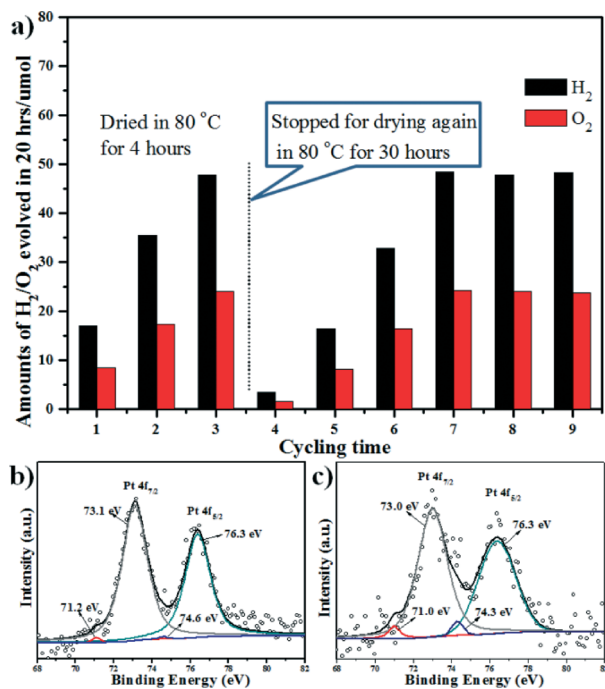 a)
Amounts of H2/O2 evolved in 20 hrs/umol
80
70
60
50
40
30
20
10
0
Dried in 80 °C
for 4 hours
Stopped for drying again
in 80 °C for 30 hours
H2
O2
1 2 3 4 5 6 7 8 9
Cycling time
b)
Intensity (a.u.)
Pt 4f7/2
73.1 eV
Pt 4f5/2
76.3 eV
71.2 eV
74.6 eV
68 70 72 74 76 78 80 82
Binding Energy (eV)
c)
Intensity (a.u.)
Pt 4f7/2
73.0 eV
Pt 4f5/2
76.3 eV
71.0 eV
74.3 eV
68 70 72 74 76 78 80 82
Binding Energy (eV)